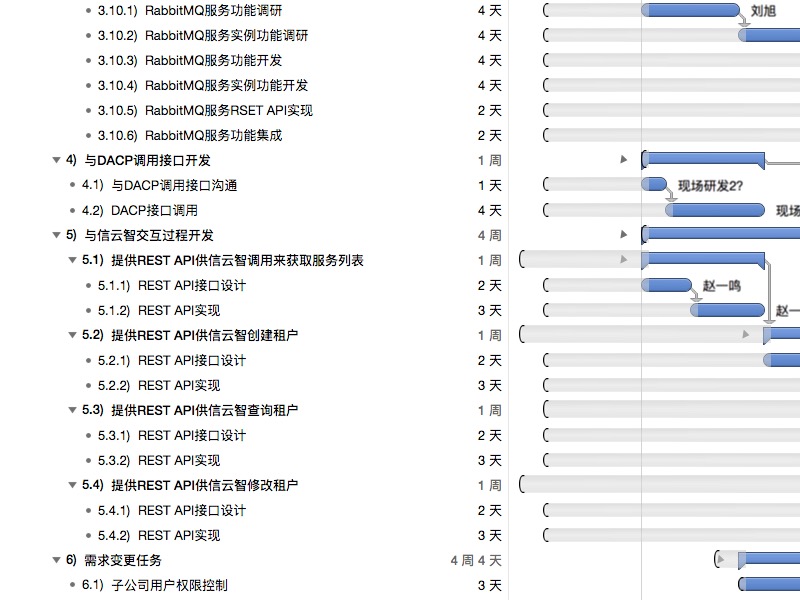 3.10.1) RabbitMQ服务功能调研 4 天 刘旭
3.10.2) RabbitMQ服务实例功能调研 4 天
3.10.3) RabbitMQ服务功能开发 4 天
3.10.4) RabbitMQ服务实例功能开发 4 天
3.10.5) RabbitMQ服务RSET API实现 2 天
3.10.6) RabbitMQ服务功能集成 2 天
4) 与DACP调用接口开发 1 周
4.1) 与DACP调用接口沟通 1 天 现场研发2?
4.2) DACP接口调用 4 天 现场
5) 与信云智交互过程开发 4 周
5.1) 提供REST API供信云智调用来获取服务列表 1 周
5.1.1) REST API接口设计 2 天 赵一鸣
5.1.2) REST API实现 3 天 赵一
5.2) 提供REST API供信云智创建租户 1 周
5.2.1) REST API接口设计 2 天
5.2.2) REST API实现 3 天
5.3) 提供REST API供信云智查询租户 1 周
5.3.1) REST API接口设计 2 天
5.3.2) REST API实现 3 天
5.4) 提供REST API供信云智修改租户 1 周
5.4.1) REST API接口设计 2 天
5.4.2) REST API实现 3 天
6) 需求变更任务 4 周 4 天
6.1) 子公司用户权限控制 3 天